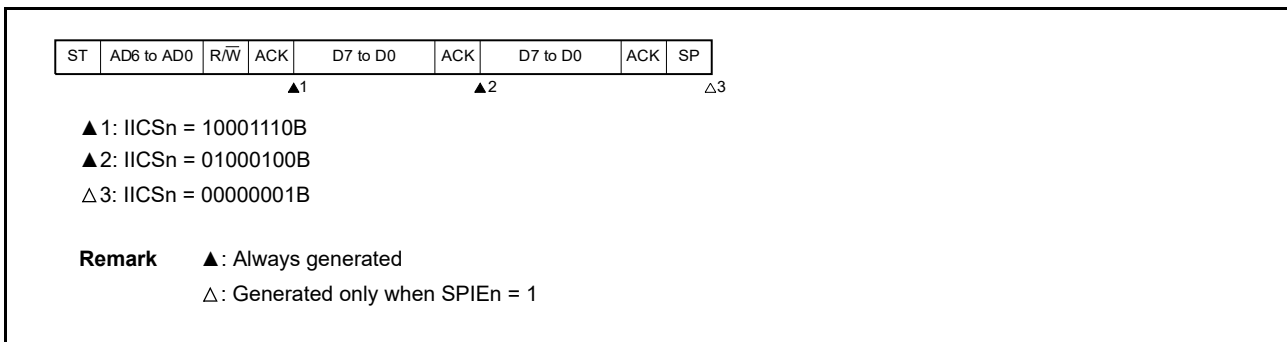 ST AD6 to AD0 R/W̅ ACK D7 to D0 ACK D7 to D0 ACK SP
▲1 ▲2 △3
▲1: IICSn = 10001110B
▲2: IICSn = 01000100B
△3: IICSn = 00000001B
Remark ▲: Always generated
△: Generated only when SPIEn = 1